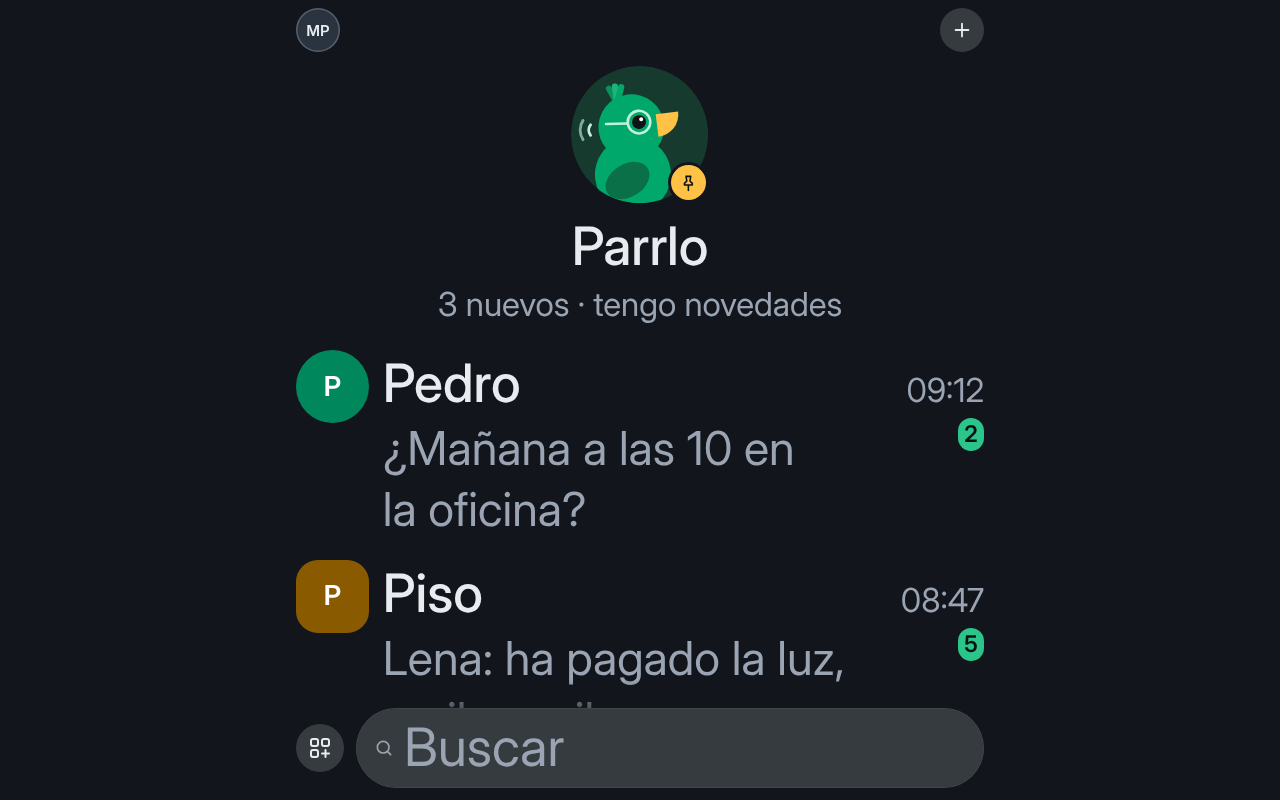 MP
Parrlo
3 nuevos · tengo novedades
P
Pedro
09:12
¿Mañana a las 10 en
2
la oficina?
P
Piso
08:47
Lena: ha pagado la luz,
5
Buscar